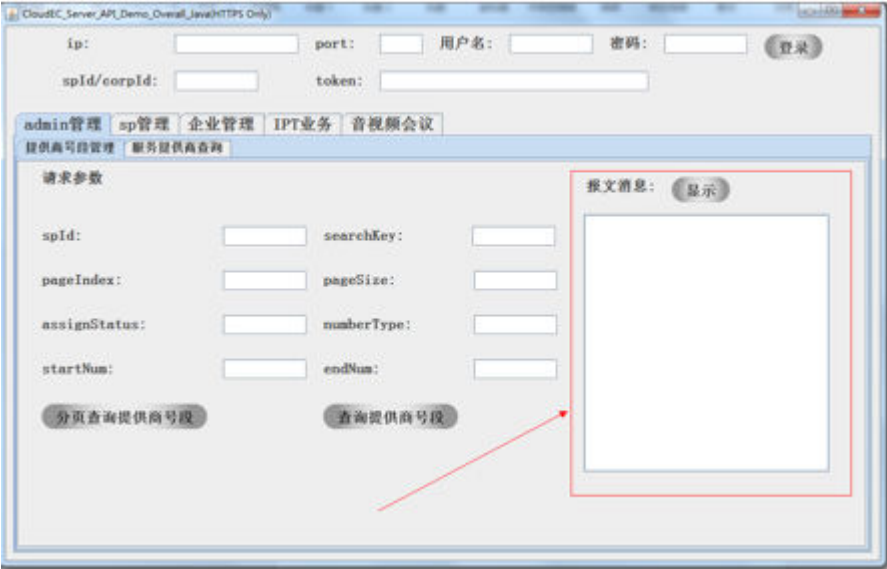 CloudEC_Server_API_Demo_Overall_Java(HTTPS Only)
ip: port: 用户名: 密码: 登录
spId/corpId: token:
admin管理 sp管理 企业管理 IPT业务 音视频会议
提供商号段管理 服务提供商查询
请求参数 报文消息: 显示
spId: searchKey:
pageIndex: pageSize:
assignStatus: numberType:
startNum: endNum:
分页查询提供商号段 查询提供商号段